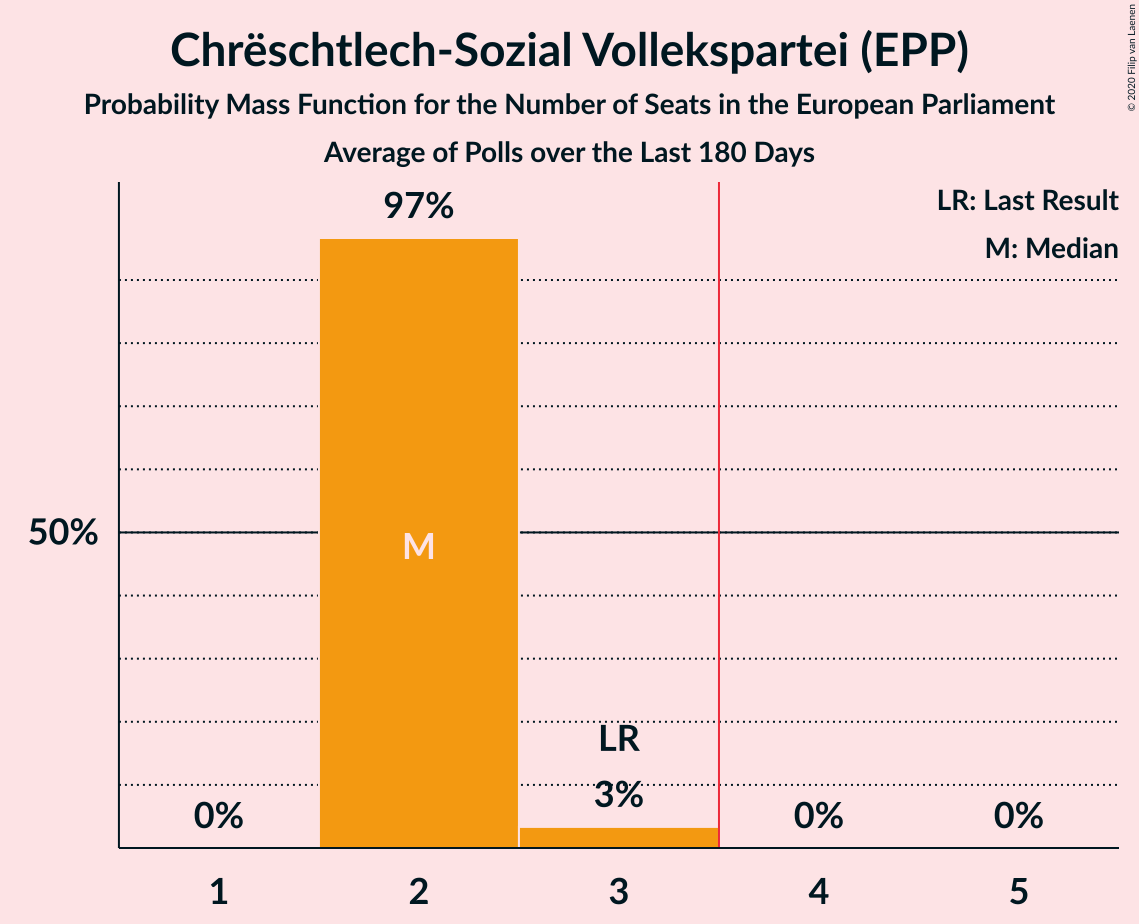 Chrëschtlech-Sozial Vollekspartei (EPP)
Probability Mass Function for the Number of Seats in the European Parliament
Average of Polls over the Last 180 Days
© 2020 Filip van Laenen
LR: Last Result
M: Median
97%
50%
M
LR
0%
3%
0%
0%
1
2
3
4
5